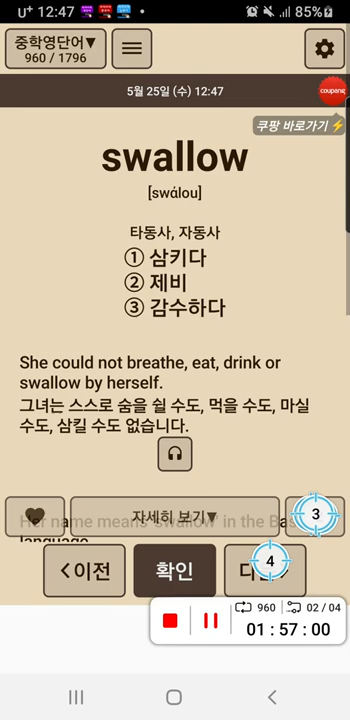 U+ 12:47 85%
중학영단어▼
960 / 1796
5월 25일 (수) 12:47
coupang
쿠팡 바로가기⚡
swallow
[swálou]
타동사, 자동사
① 삼키다
② 제비
③ 감수하다
She could not breathe, eat, drink or
swallow by herself.
그녀는 스스로 숨을 쉴 수도, 먹을 수도, 마실
수도, 삼킬 수도 없습니다.
Her name means 'swallow' in the Bas
자세히 보기▼
3
language.
<이전
확인
4
960
02 / 04
01 : 57 : 00